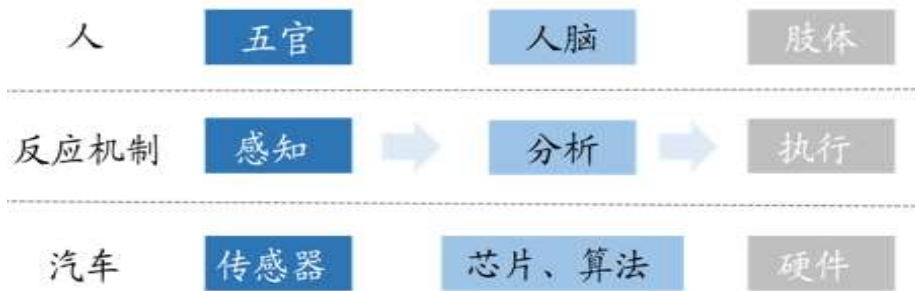 人 五官 人脑 肢体
反应机制 感知 分析 执行
汽车 传感器 芯片、算法 硬件